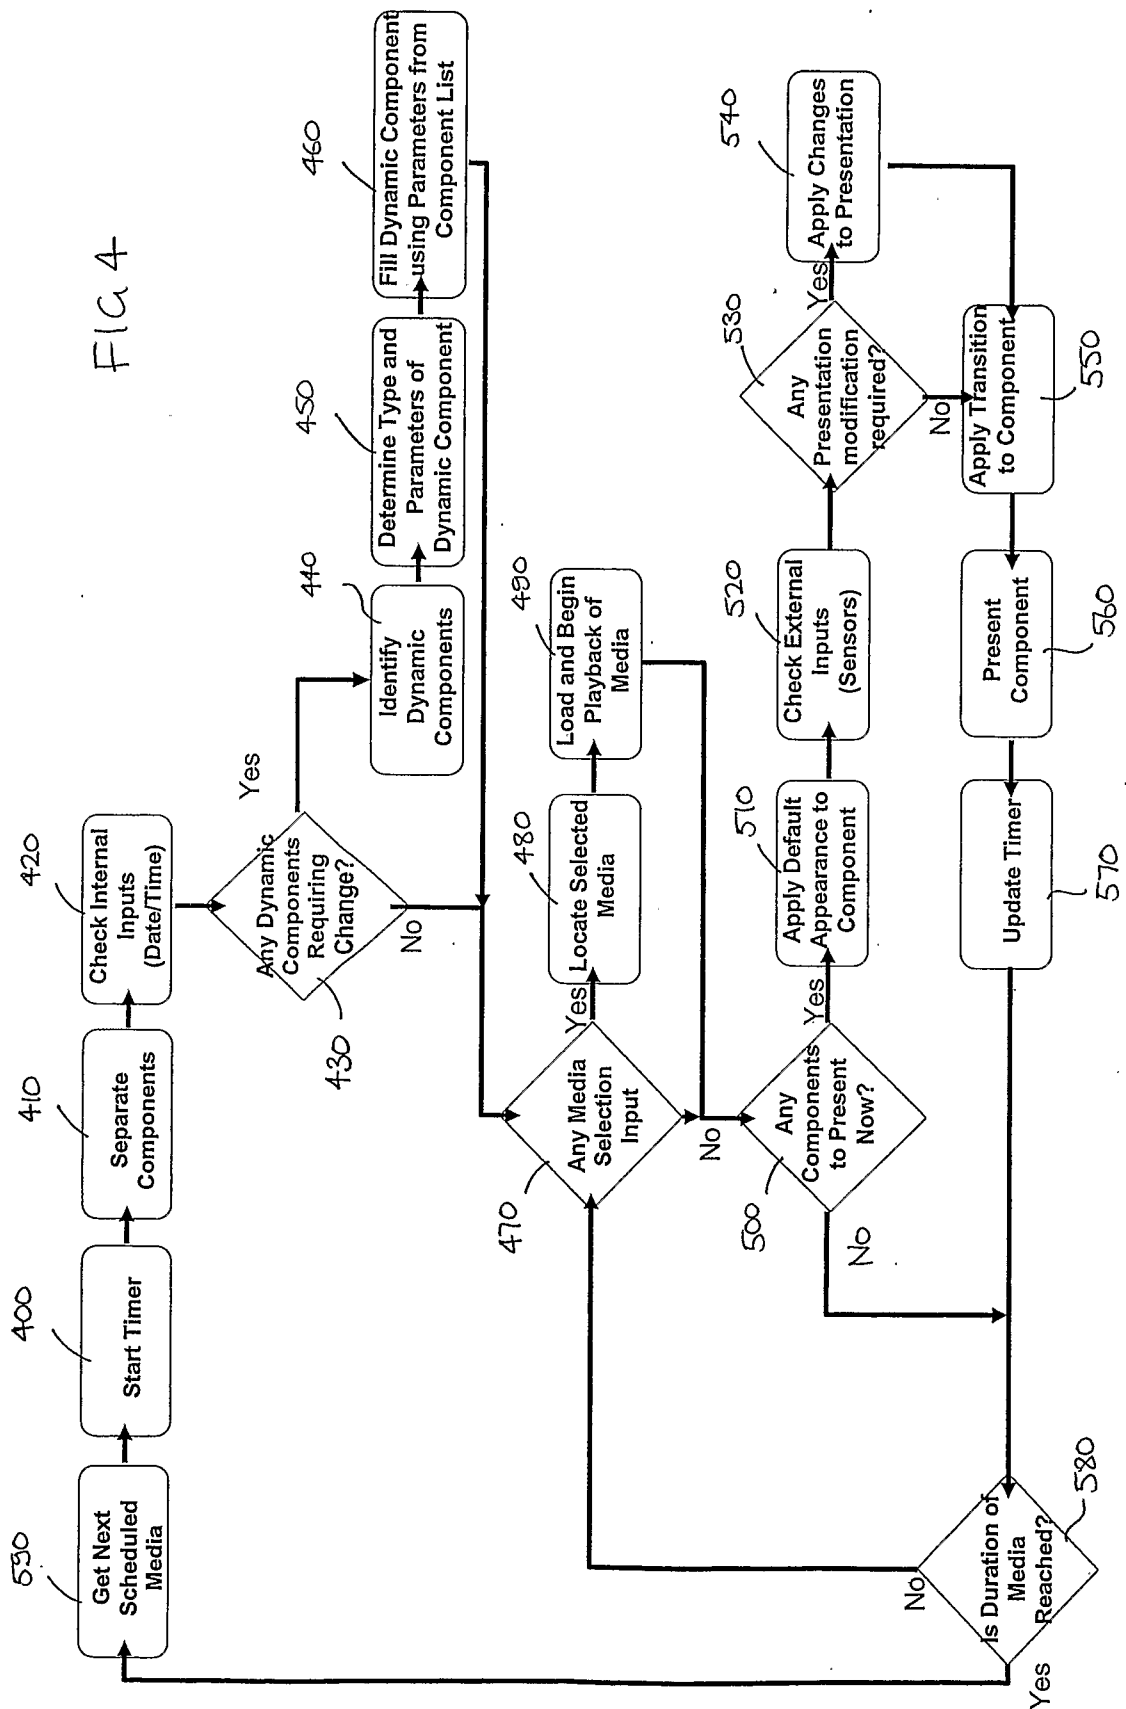 FIG 4
590
Get Next
Scheduled
Media
400
Start Timer
410
Separate
Components
420
Check Internal
Inputs
(Date/Time)
430
Any Dynamic
Components
Requiring
Change?
Yes
No
440
Identify
Dynamic
Components
450
Determine Type and
Parameters of
Dynamic Component
460
Fill Dynamic Component
using Parameters from
Component List
470
Any Media
Selection
Input
Yes
No
480
Locate Selected
Media
490
Load and Begin
Playback of
Media
500
Any
Components
to Present
Now?
Yes
No
510
Apply Default
Appearance to
Component
520
Check External
Inputs
(Sensors)
530
Any
Presentation
modification
required?
Yes
No
540
Apply Changes
to Presentation
550
Apply Transition
to Component
560
Present
Component
570
Update Timer
580
Is Duration of
Media
Reached?
No
Yes